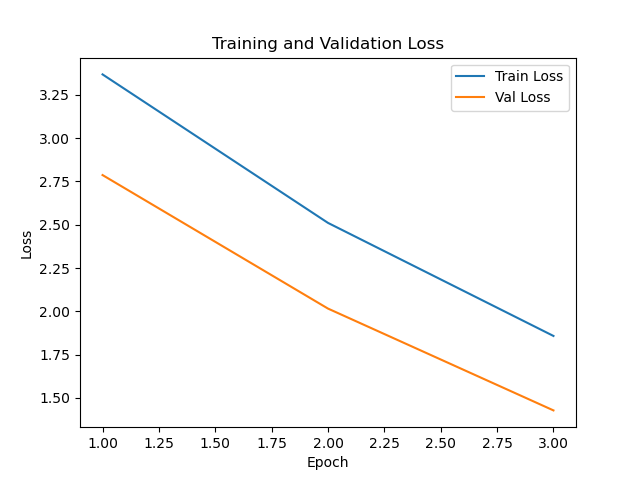 Training and Validation Loss
Train Loss
Val Loss
3.25
3.00
2.75
2.50
2.25
2.00
1.75
1.50
Loss
1.00 1.25 1.50 1.75 2.00 2.25 2.50 2.75 3.00
Epoch